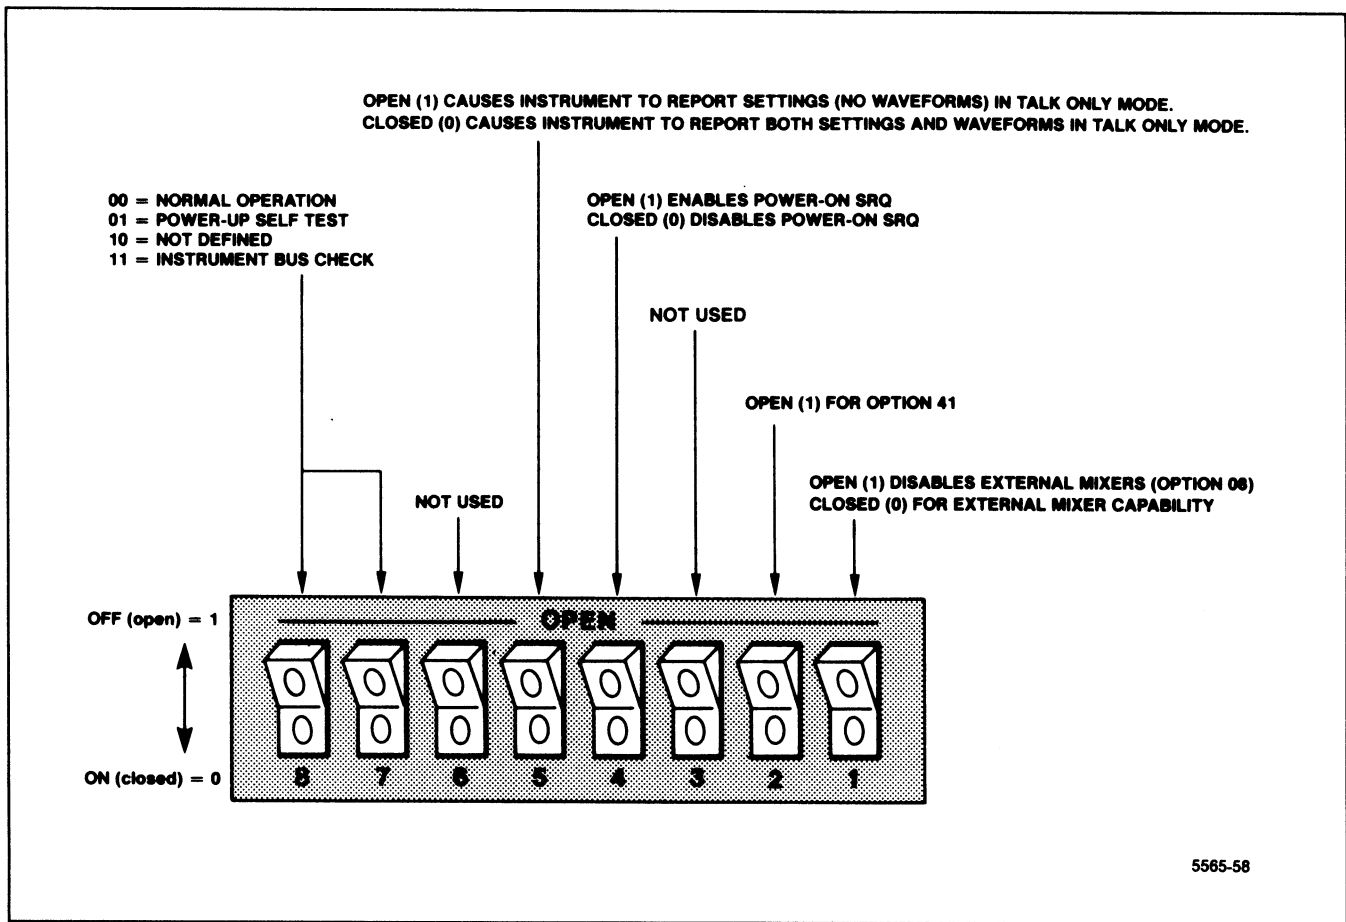 OPEN (1) CAUSES INSTRUMENT TO REPORT SETTINGS (NO WAVEFORMS) IN TALK ONLY MODE.
CLOSED (0) CAUSES INSTRUMENT TO REPORT BOTH SETTINGS AND WAVEFORMS IN TALK ONLY MODE.
00 = NORMAL OPERATION
01 = POWER-UP SELF TEST
10 = NOT DEFINED
11 = INSTRUMENT BUS CHECK
OPEN (1) ENABLES POWER-ON SRQ
CLOSED (0) DISABLES POWER-ON SRQ
NOT USED
OPEN (1) FOR OPTION 41
OPEN (1) DISABLES EXTERNAL MIXERS (OPTION 08)
CLOSED (0) FOR EXTERNAL MIXER CAPABILITY
NOT USED
OFF (open) = 1
OPEN
ON (closed) = 0
8 7 6 5 4 3 2 1
5565-58